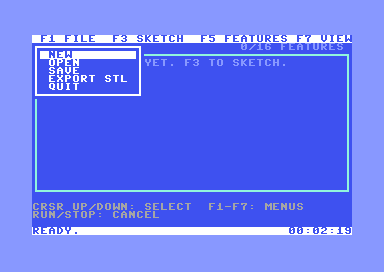 F1 FILE  F3 SKETCH  F5 FEATURES F7 VIEW
0/16 FEATURES
NEW
OPEN
YET. F3 TO SKETCH.
SAVE
EXPORT STL
QUIT
CRSR UP/DOWN: SELECT  F1-F7: MENUS
RUN/STOP: CANCEL
READY.
00:02:19